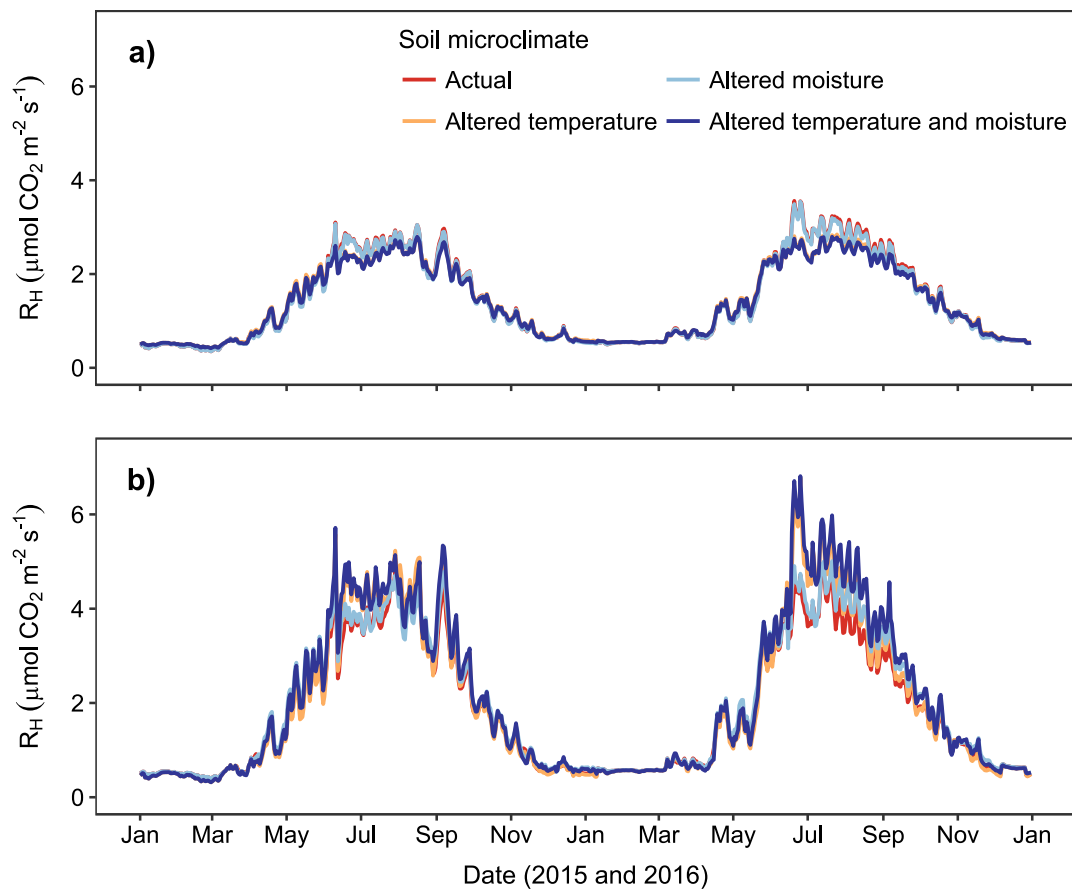 a)
Soil microclimate
Actual
Altered moisture
Altered temperature
Altered temperature and moisture
R_H (µmol CO₂ m⁻² s⁻¹)
6
4
2
0
Jan Mar May Jul Sep Nov Jan Mar May Jul Sep Nov Jan
b)
R_H (µmol CO₂ m⁻² s⁻¹)
6
4
2
0
Date (2015 and 2016)